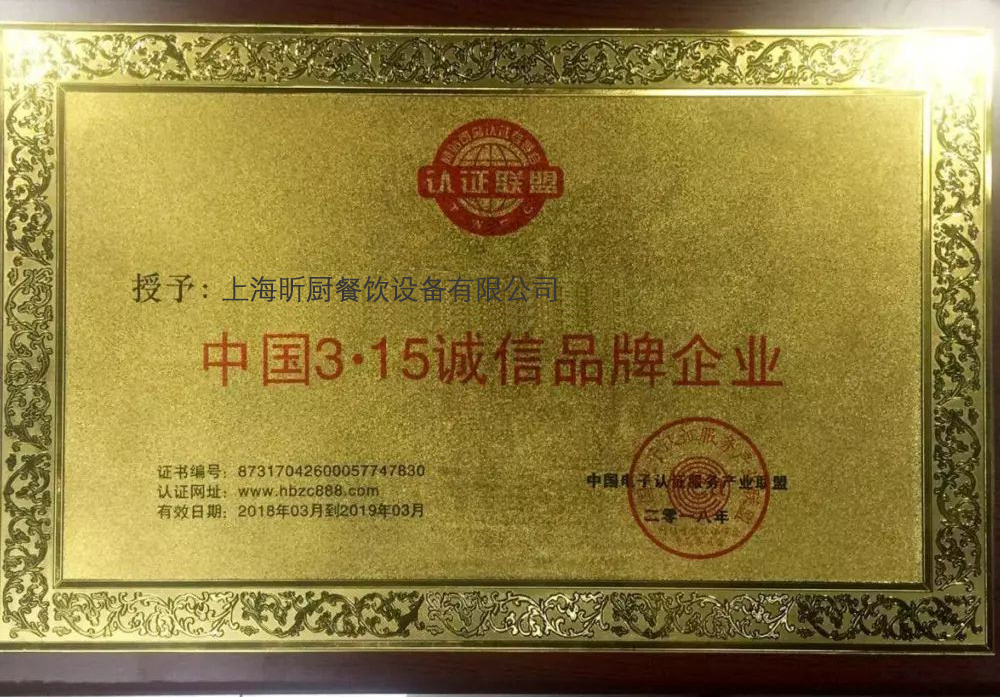 认证联盟
授予：上海昕厨餐饮设备有限公司
中国3·15诚信品牌企业
证书编号：87317042600057747830
认证网址：www.hbzc888.com
有效日期：2018年03月到2019年03月
中国电子认证服务产业联盟
二零一八年